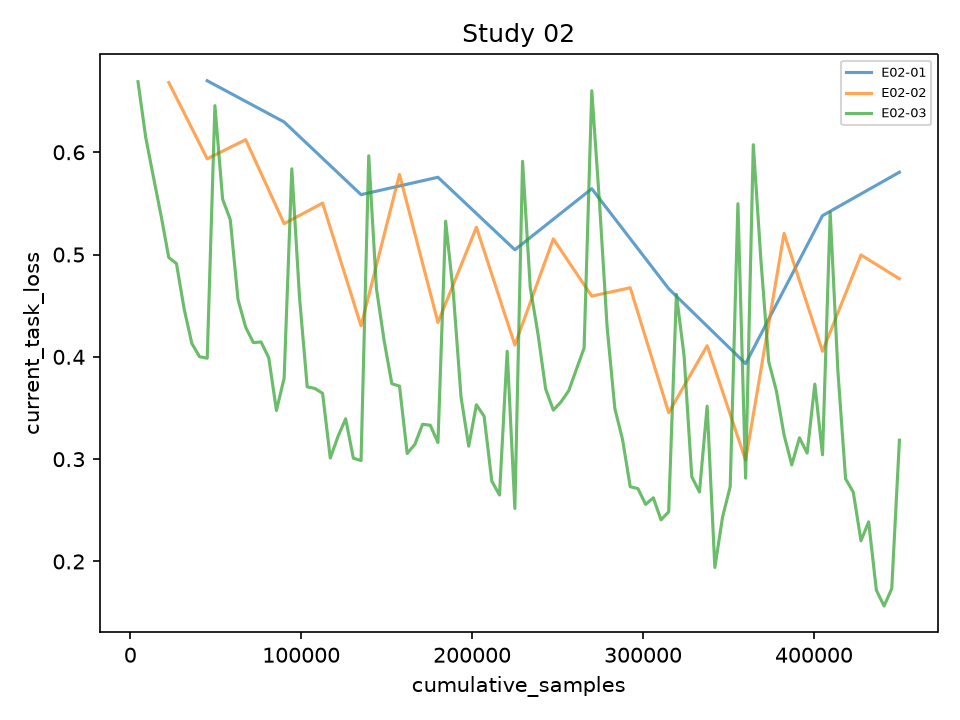 Study 02
E02-01
E02-02
E02-03
current_task_loss
0.6
0.5
0.4
0.3
0.2
0
100000
200000
300000
400000
cumulative_samples